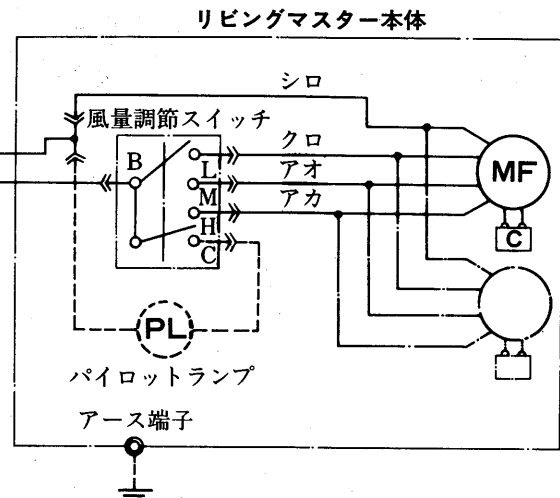 リビングマスター本体
シロ
風量調節スイッチ
クロ
B
L
アオ
M
アカ
H
C
MF
C
PL
パイロットランプ
アース端子